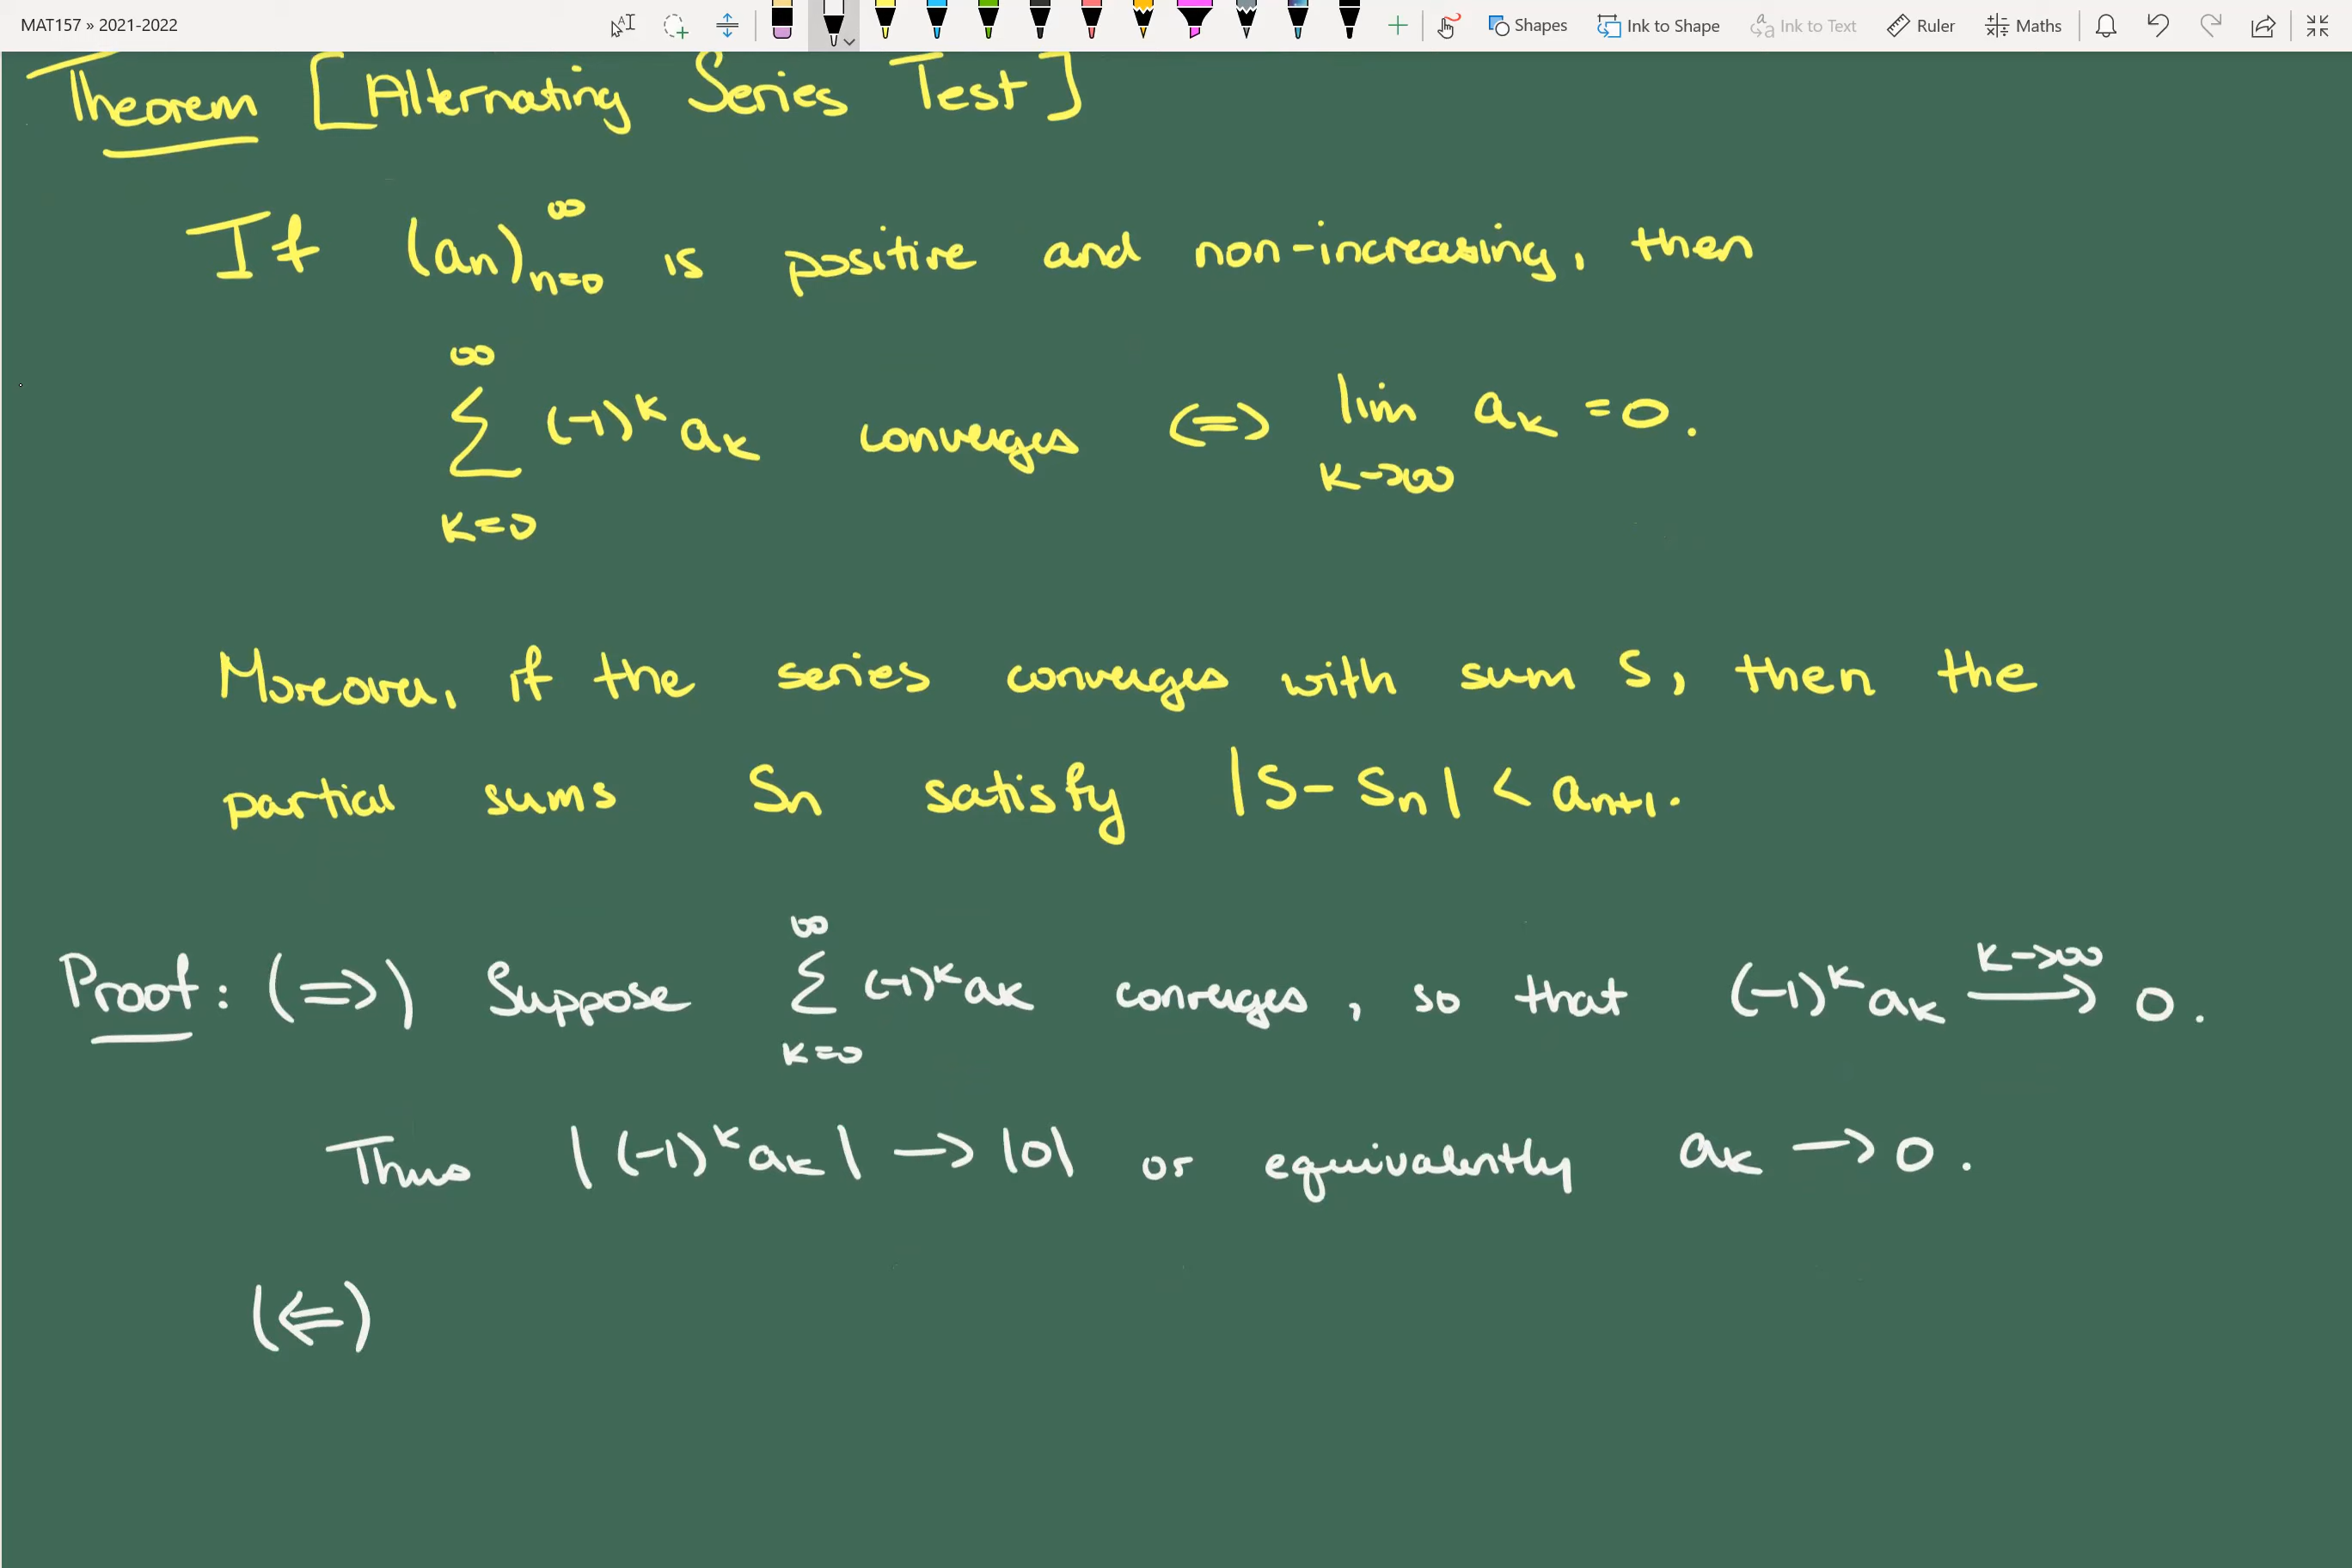 MAT157 » 2021-2022 Shapes Ink to Shape Ink to Text Ruler Maths
Theorem [Alternating Series Test]
If (an)_{n=0}^∞ is positive and non-increasing, then
∑_{k=0}^∞ (-1)^k a_k converges (=) lim_{k→∞} a_k = 0.
Moreover, if the series converges with sum S, then the
partial sums Sn satisfy |S - Sn| < a_{n+1}.
Proof: (=>) Suppose ∑_{k=0}^∞ (-1)^k a_k converges, so that (-1)^k a_k \xrightarrow{k→∞} 0.
Thus |(-1)^k a_k| → |0| or equivalently a_k → 0.
(⇐)